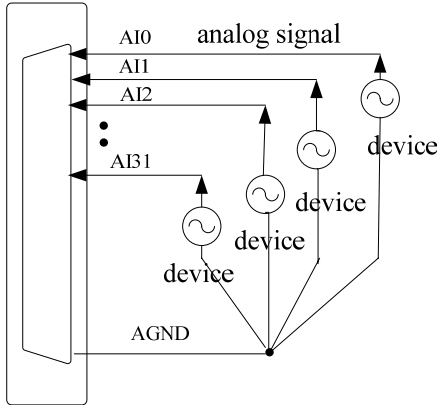 AI0
analog signal
AI1
AI2
device
AI31
device
device
device
AGND